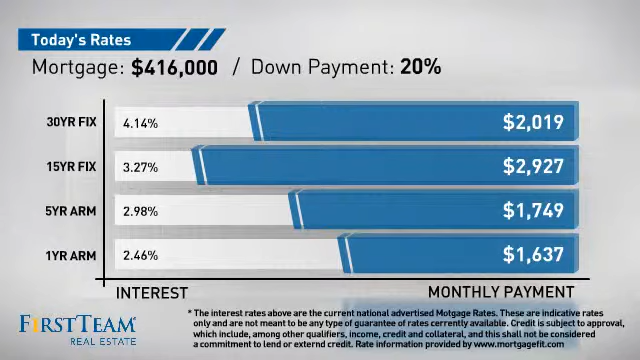 Today's Rates
Mortgage: $416,000 / Down Payment: 20%
30YR FIX 4.14% $2,019
15YR FIX 3.27% $2,927
5YR ARM 2.98% $1,749
1YR ARM 2.46% $1,637
INTEREST MONTHLY PAYMENT
* The interest rates above are the current national advertised Motgage Rates. These are indicative rates
only and are not meant to be any type of guarantee of rates cerrently available. Credit is subject to approval,
which include, among other qualifiers, income, credit and collateral, and this shall not be considered
a commitment to lend or externd credit. Rate information provided by www.mortgagefit.com
FIRSTTEAM®
REAL ESTATE